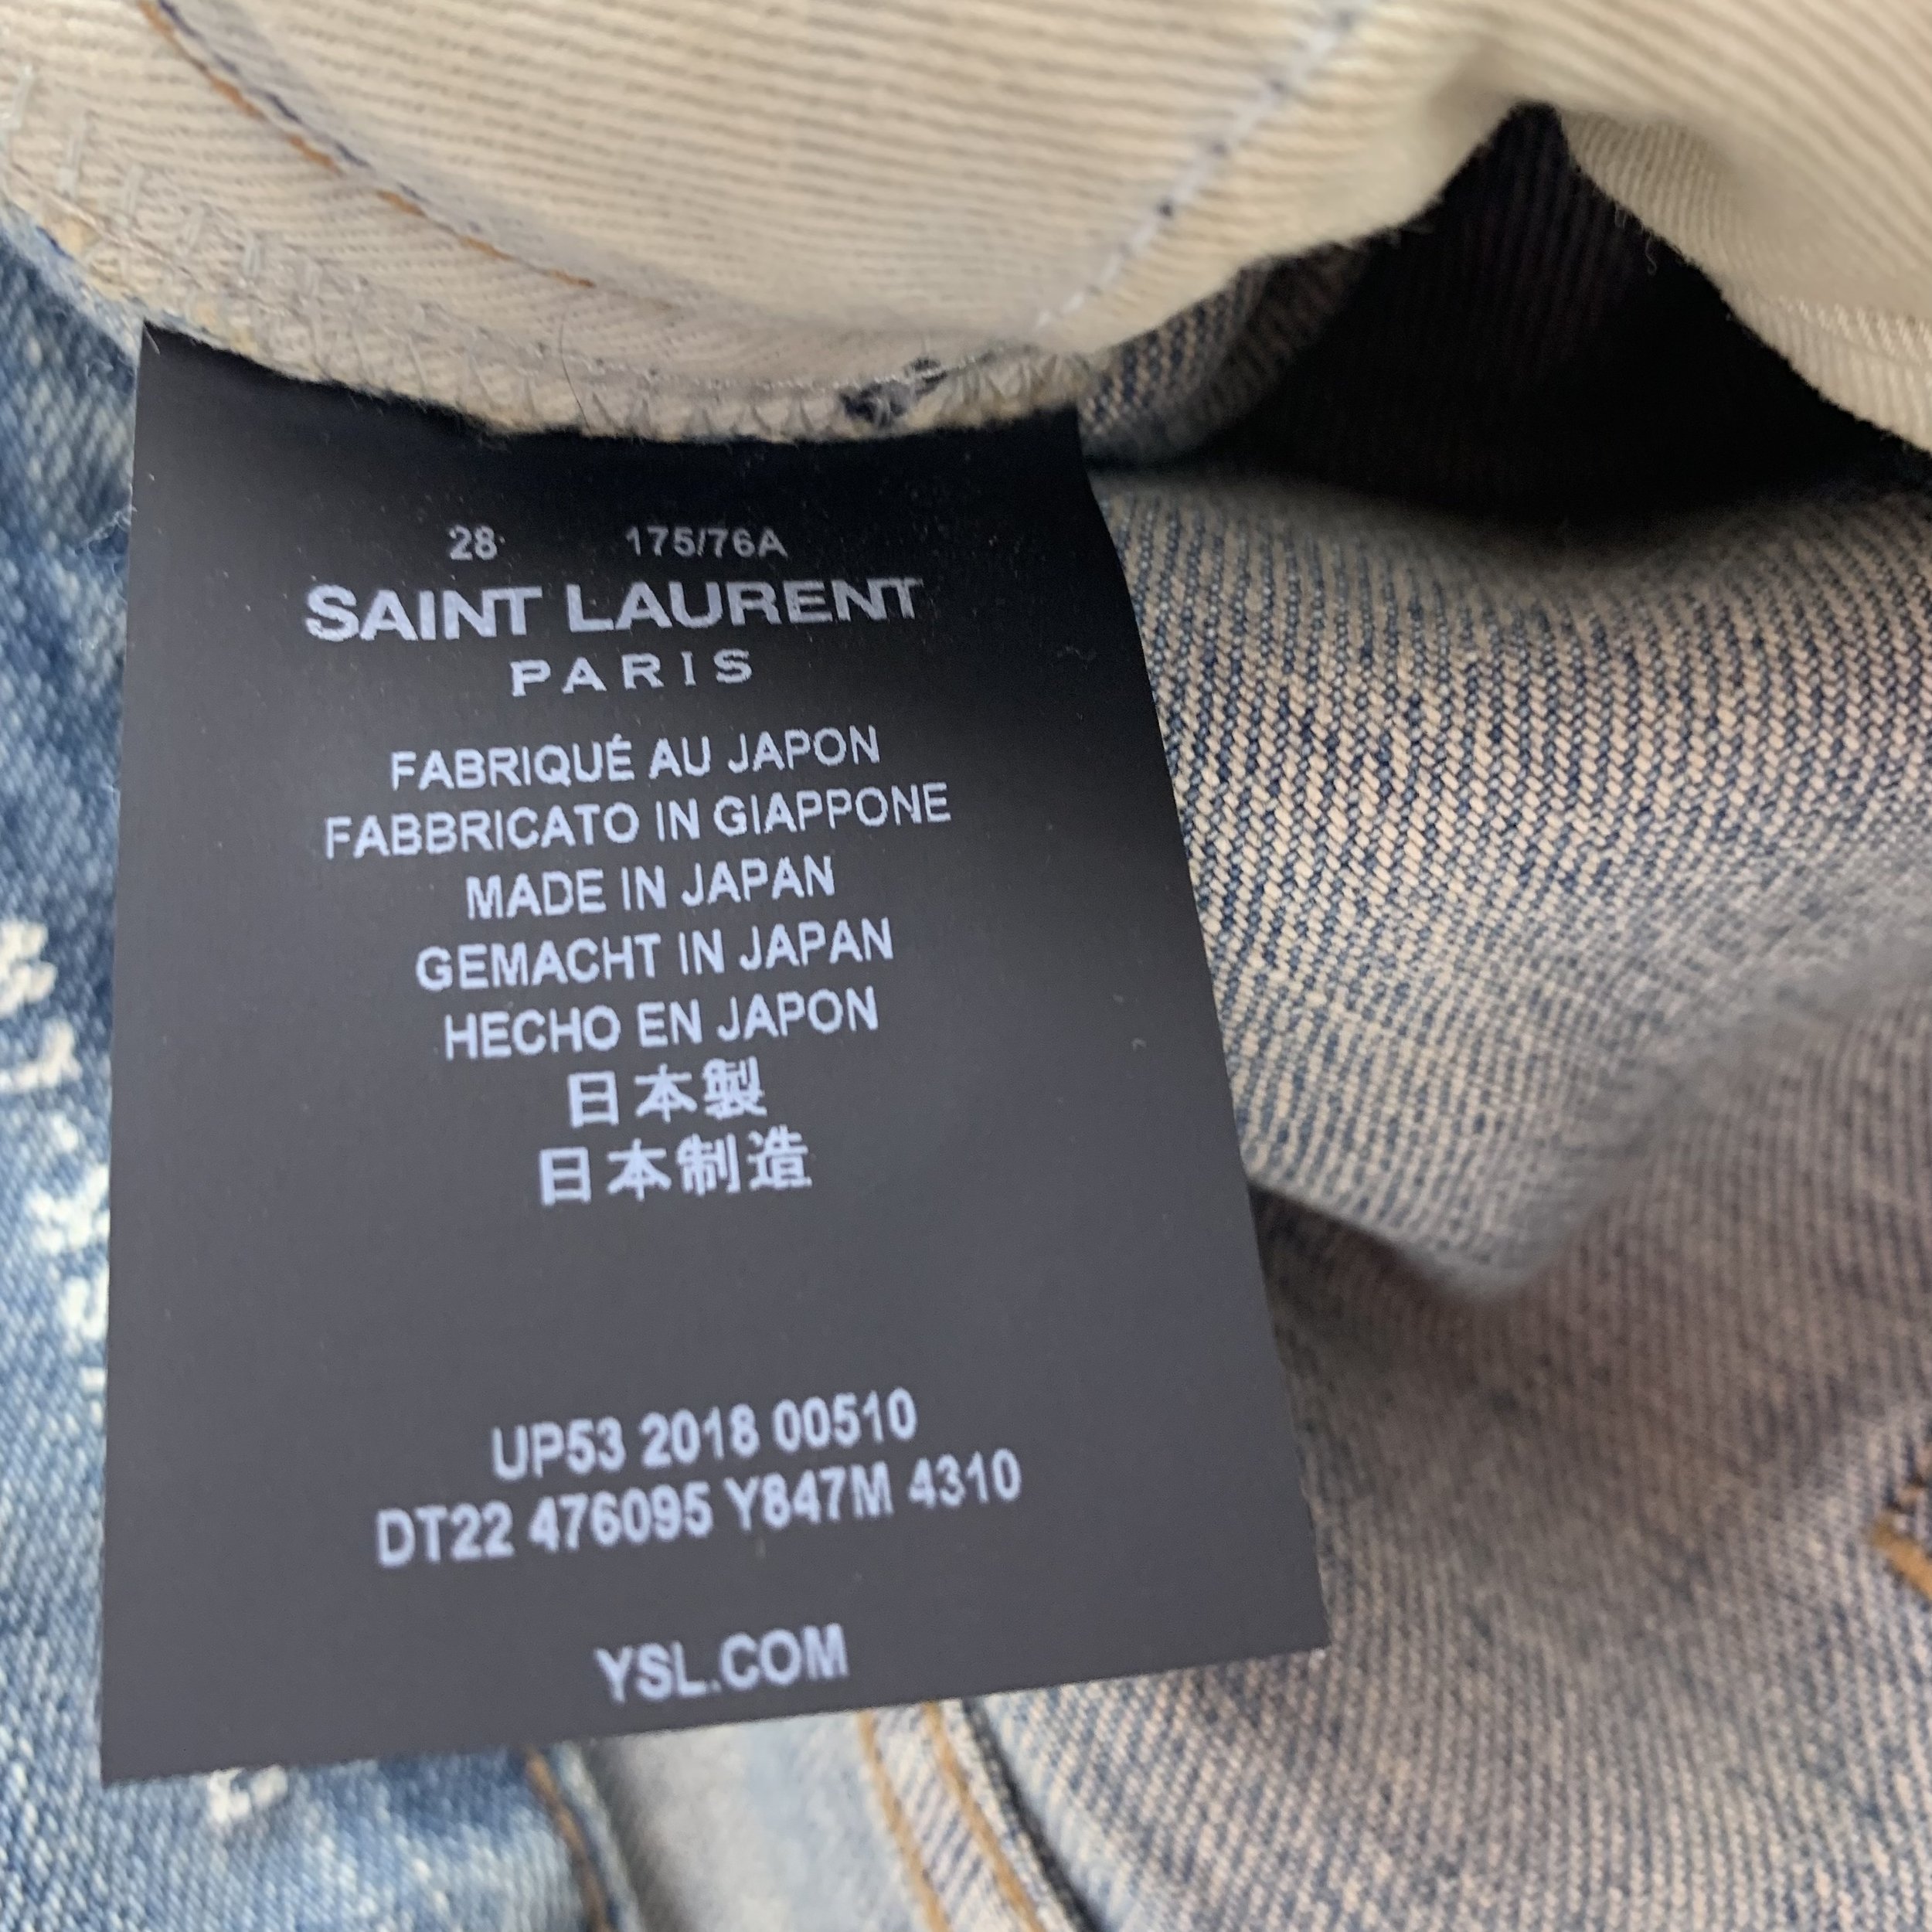 28 175/76A
SAINT LAURENT
PARIS
FABRIQUÉ AU JAPON
FABBRICATO IN GIAPPONE
MADE IN JAPAN
GEMACHT IN JAPAN
HECHO EN JAPON
日本製
日本制造
UP53 2018 00510
DT22 476095 Y847M 4310
YSL.COM